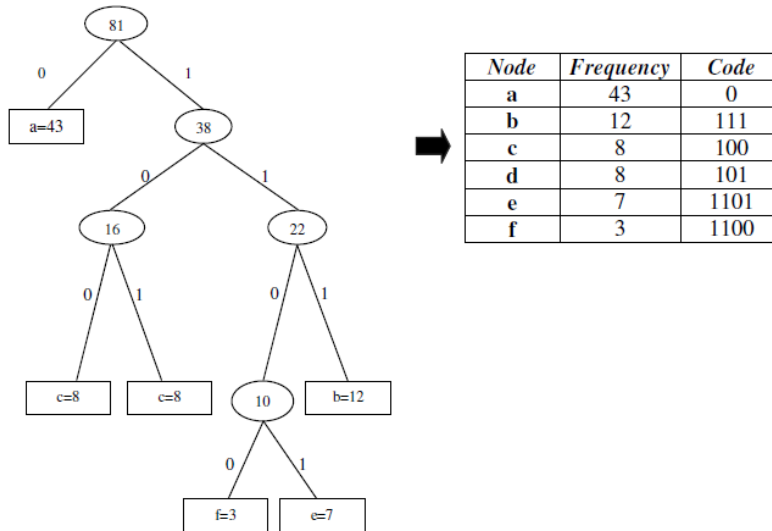 81
0 1
a=43
38
0 1
16 22
0 1 0 1
c=8 c=8 10 b=12
0 1
f=3 e=7
Node Frequency Code
a 43 0
b 12 111
c 8 100
d 8 101
e 7 1101
f 3 1100